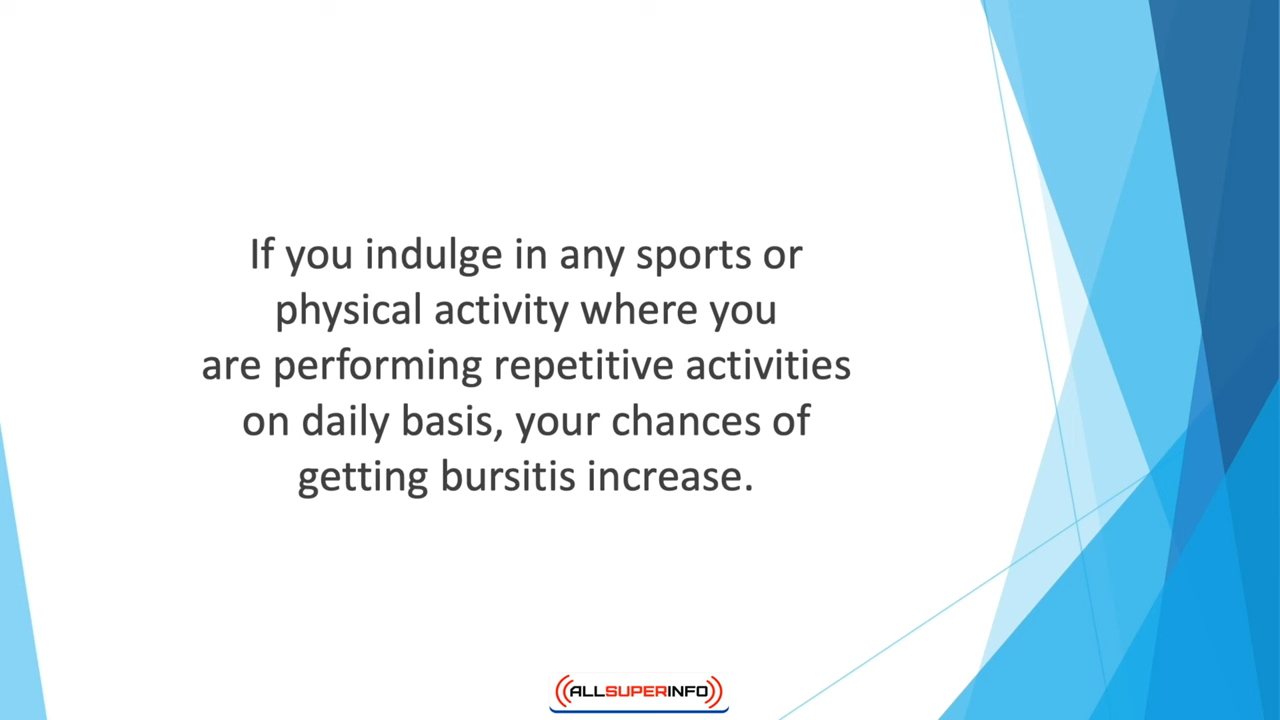 If you indulge in any sports or
physical activity where you
are performing repetitive activities
on daily basis, your chances of
getting bursitis increase.
ALLSUPERINFO